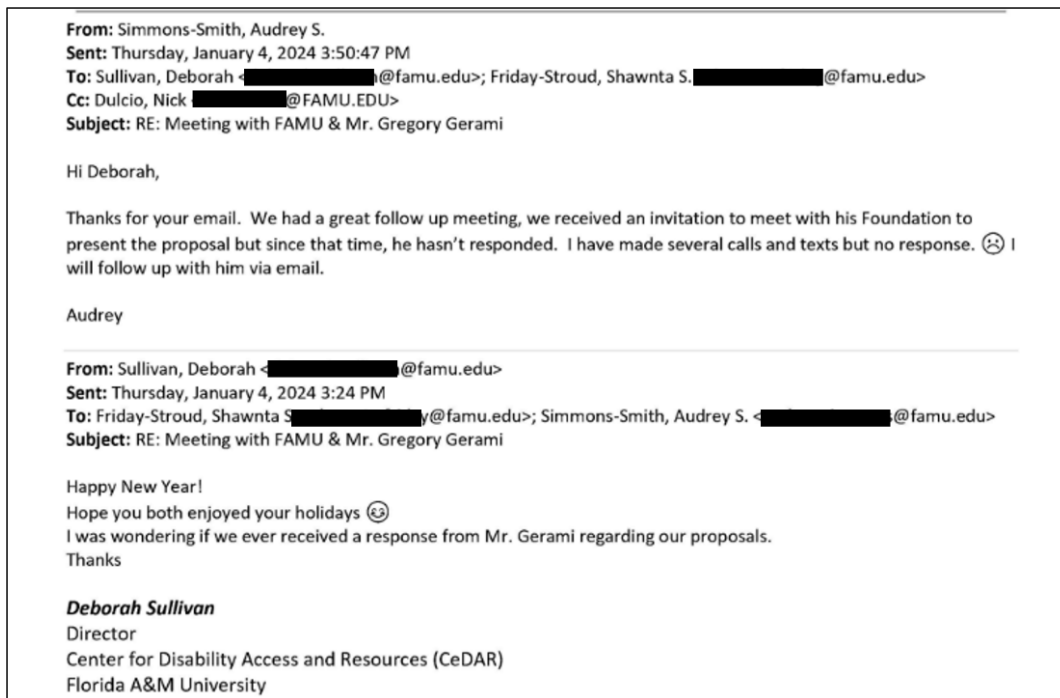 From: Simmons-Smith, Audrey S.
Sent: Thursday, January 4, 2024 3:50:47 PM
To: Sullivan, Deborah < @famu.edu>; Friday-Stroud, Shawnta S. @famu.edu>
Cc: Dulcio, Nick @FAMU.EDU>
Subject: RE: Meeting with FAMU & Mr. Gregory Gerami
Hi Deborah,
Thanks for your email. We had a great follow up meeting, we received an invitation to meet with his Foundation to
present the proposal but since that time, he hasn't responded. I have made several calls and texts but no response. ☹ I
will follow up with him via email.
Audrey
From: Sullivan, Deborah < @famu.edu>
Sent: Thursday, January 4, 2024 3:24 PM
To: Friday-Stroud, Shawnta S y@famu.edu>; Simmons-Smith, Audrey S. < @famu.edu>
Subject: RE: Meeting with FAMU & Mr. Gregory Gerami
Happy New Year!
Hope you both enjoyed your holidays 😊
I was wondering if we ever received a response from Mr. Gerami regarding our proposals.
Thanks
Deborah Sullivan
Director
Center for Disability Access and Resources (CeDAR)
Florida A&M University